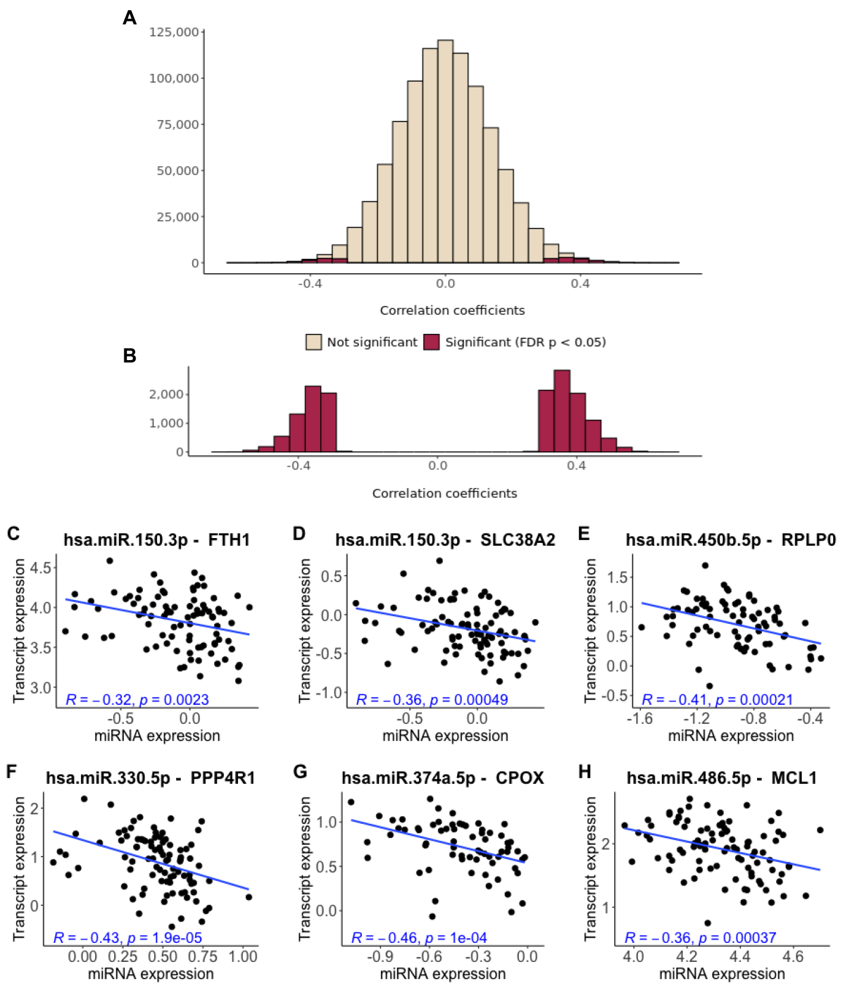 A
125,000
100,000
75,000
50,000
25,000
0
-0.4 0.0 0.4
Correlation coefficients
Not significant Significant (FDR p < 0.05)
B
2,000
1,000
0
-0.4 0.0 0.4
Correlation coefficients
C
hsa.miR.150.3p - FTH1
Transcript expression
4.5
4.0
3.5
3.0
R = −0.32, p = 0.0023
-0.5 0.0
miRNA expression
D
hsa.miR.150.3p - SLC38A2
Transcript expression
0.5
0.0
-0.5
-1.0
R = −0.36, p = 0.00049
-0.5 0.0
miRNA expression
E
hsa.miR.450b.5p - RPLP0
Transcript expression
1.5
1.0
0.5
0.0
-0.5
R = −0.41, p = 0.00021
-1.6 -1.2 -0.8 -0.4
miRNA expression
F
hsa.miR.330.5p - PPP4R1
Transcript expression
2
1
0
R = −0.43, p = 1.9e-05
0.00 0.25 0.50 0.75 1.00
miRNA expression
G
hsa.miR.374a.5p - CPOX
Transcript expression
1.0
0.5
0.0
R = −0.46, p = 1e-04
-0.9 -0.6 -0.3 0.0
miRNA expression
H
hsa.miR.486.5p - MCL1
Transcript expression
2
1
R = −0.36, p = 0.00037
4.0 4.2 4.4 4.6
miRNA expression